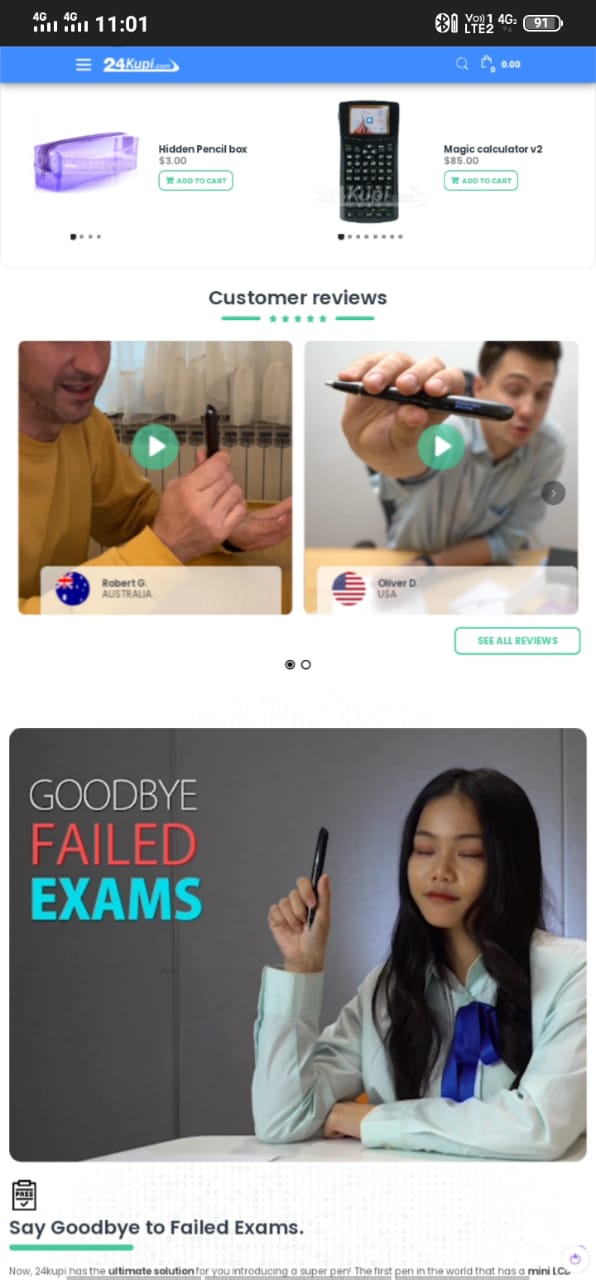 4G 4G 11:01
Vo)) 1 4G2
LTE2 91
24Kupi.com
0 0.00
Hidden Pencil box
$3.00
ADD TO CART
Magic calculator v2
$85.00
ADD TO CART
24Kupi.com
Customer reviews
Robert G.
AUSTRALIA
Oliver D.
USA
SEE ALL REVIEWS
GOODBYE
FAILED
EXAMS
PASS
Say Goodbye to Failed Exams.
Now, 24kupi has the ultimate solution for you introducing a super pen! The first pen in the world that has a mini LCD